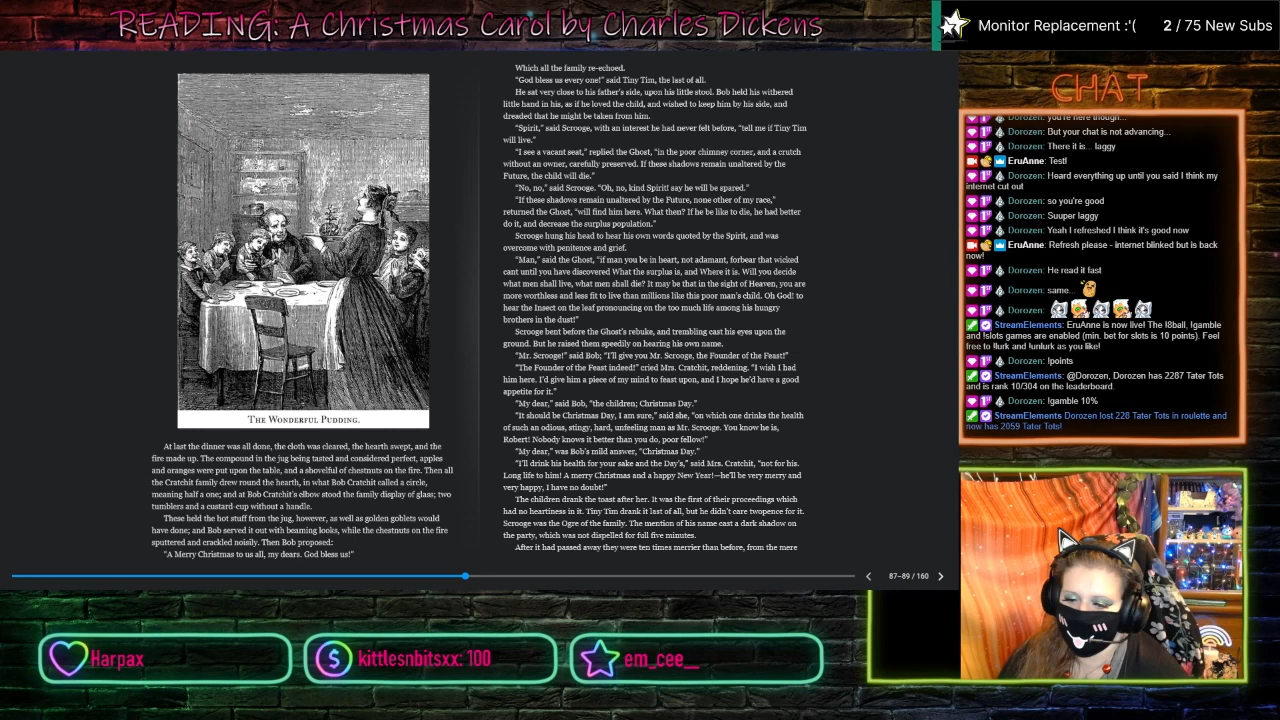 READING: A Christmas Carol by Charles Dickens
Monitor Replacement :'( 2 / 75 New Subs
THE WONDERFUL PUDDING.
At last the dinner was all done, the cloth was cleared, the hearth swept, and the
fire made up. The compound in the jug being tasted and considered perfect, apples
and oranges were put upon the table, and a shovelful of chestnuts on the fire. Then all
the Cratchit family drew round the hearth, in what Bob Cratchit called a circle,
meaning half a one; and at Bob Cratchit's elbow stood the family display of glass; two
tumblers and a custard-cup without a handle.
These held the hot stuff from the jug, however, as well as golden goblets would
have done; and Bob served it out with beaming looks, while the chestnuts on the fire
sputtered and crackled noisily. Then Bob proposed:
"A Merry Christmas to us all, my dears. God bless us!"
Which all the family re-echoed.
"God bless us every one!" said Tiny Tim, the last of all.
He sat very close to his father's side, upon his little stool. Bob held his withered
little hand in his, as if he loved the child, and wished to keep him by his side, and
dreaded that he might be taken from him.
"Spirit," said Scrooge, with an interest he had never felt before, "tell me if Tiny Tim
will live."
"I see a vacant seat," replied the Ghost, "in the poor chimney corner, and a crutch
without an owner, carefully preserved. If these shadows remain unaltered by the
Future, the child will die."
"No, no," said Scrooge. "Oh, no, kind Spirit! say he will be spared."
"If these shadows remain unaltered by the Future, none other of my race,"
returned the Ghost, "will find him here. What then? If he be like to die, he had better
do it, and decrease the surplus population."
Scrooge hung his head to hear his own words quoted by the Spirit, and was
overcome with penitence and grief.
"Man," said the Ghost, "if man you be in heart, not adamant, forbear that wicked
cant until you have discovered What the surplus is, and Where it is. Will you decide
what men shall live, what men shall die? It may be that in the sight of Heaven, you are
more worthless and less fit to live than millions like this poor man's child. Oh God! to
hear the Insect on the leaf pronouncing on the too much life among his hungry
brothers in the dust!"
Scrooge bent before the Ghost's rebuke, and trembling cast his eyes upon the
ground. But he raised them speedily on hearing his own name.
"Mr. Scrooge!" said Bob; "I'll give you Mr. Scrooge, the Founder of the Feast!"
"The Founder of the Feast indeed!" cried Mrs. Cratchit, reddening. "I wish I had
him here. I'd give him a piece of my mind to feast upon, and I hope he'd have a good
appetite for it."
"My dear," said Bob, "the children; Christmas Day."
"It should be Christmas Day, I am sure," said she, "on which one drinks the health
of such an odious, stingy, hard, unfeeling man as Mr. Scrooge. You know he is,
Robert! Nobody knows it better than you do, poor fellow!"
"My dear," was Bob's mild answer, "Christmas Day."
"I'll drink his health for your sake and the Day's," said Mrs. Cratchit, "not for his.
Long life to him! A merry Christmas and a happy New Year!—he'll be very merry and
very happy, I have no doubt!"
The children drank the toast after her. It was the first of their proceedings which
had no heartiness in it. Tiny Tim drank it last of all, but he didn't care twopence for it.
Scrooge was the Ogre of the family. The mention of his name cast a dark shadow on
the party, which was not dispelled for full five minutes.
After it had passed away they were ten times merrier than before, from the mere
87–89 / 160
CHAT
Dorozen: you're here though...
Dorozen: But your chat is not advancing...
Dorozen: There it is... laggy
EruAnne: Test!
Dorozen: Heard everything up until you said I think my
internet cut out
Dorozen: so you're good
Dorozen: Suuper laggy
Dorozen: Yeah I refreshed I think it's good now
EruAnne: Refresh please - internet blinked but is back
now!
Dorozen: He read it fast
Dorozen: same...
Dorozen:
StreamElements: EruAnne is now live! The !8ball, !gamble
and !slots games are enabled (min. bet for slots is 10 points). Feel
free to !lurk and !unlurk as you like!
Dorozen: !points
StreamElements: @Dorozen, Dorozen has 2287 Tater Tots
and is rank 10/304 on the leaderboard.
Dorozen: !gamble 10%
StreamElements Dorozen lost 228 Tater Tots in roulette and
now has 2059 Tater Tots!
Harpax
kittlesnbitsxx: 100
em_cee__